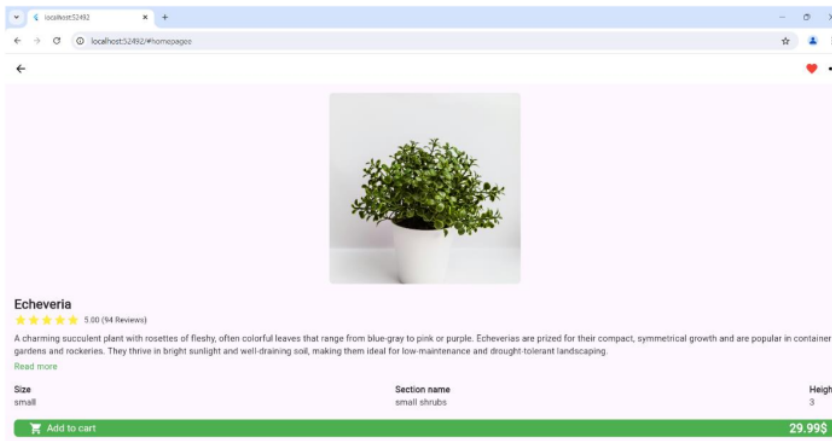 localhost:52492
localhost:52492/#homepagee
Echeveria
5.00 (94 Reviews)
A charming succulent plant with rosettes of fleshy, often colorful leaves that range from blue-gray to pink or purple. Echeverias are prized for their compact, symmetrical growth and are popular in container
gardens and rockeries. They thrive in bright sunlight and well-draining soil, making them ideal for low-maintenance and drought-tolerant landscaping.
Read more
Size Section name Heigh
small small shrubs 3
Add to cart 29.99$